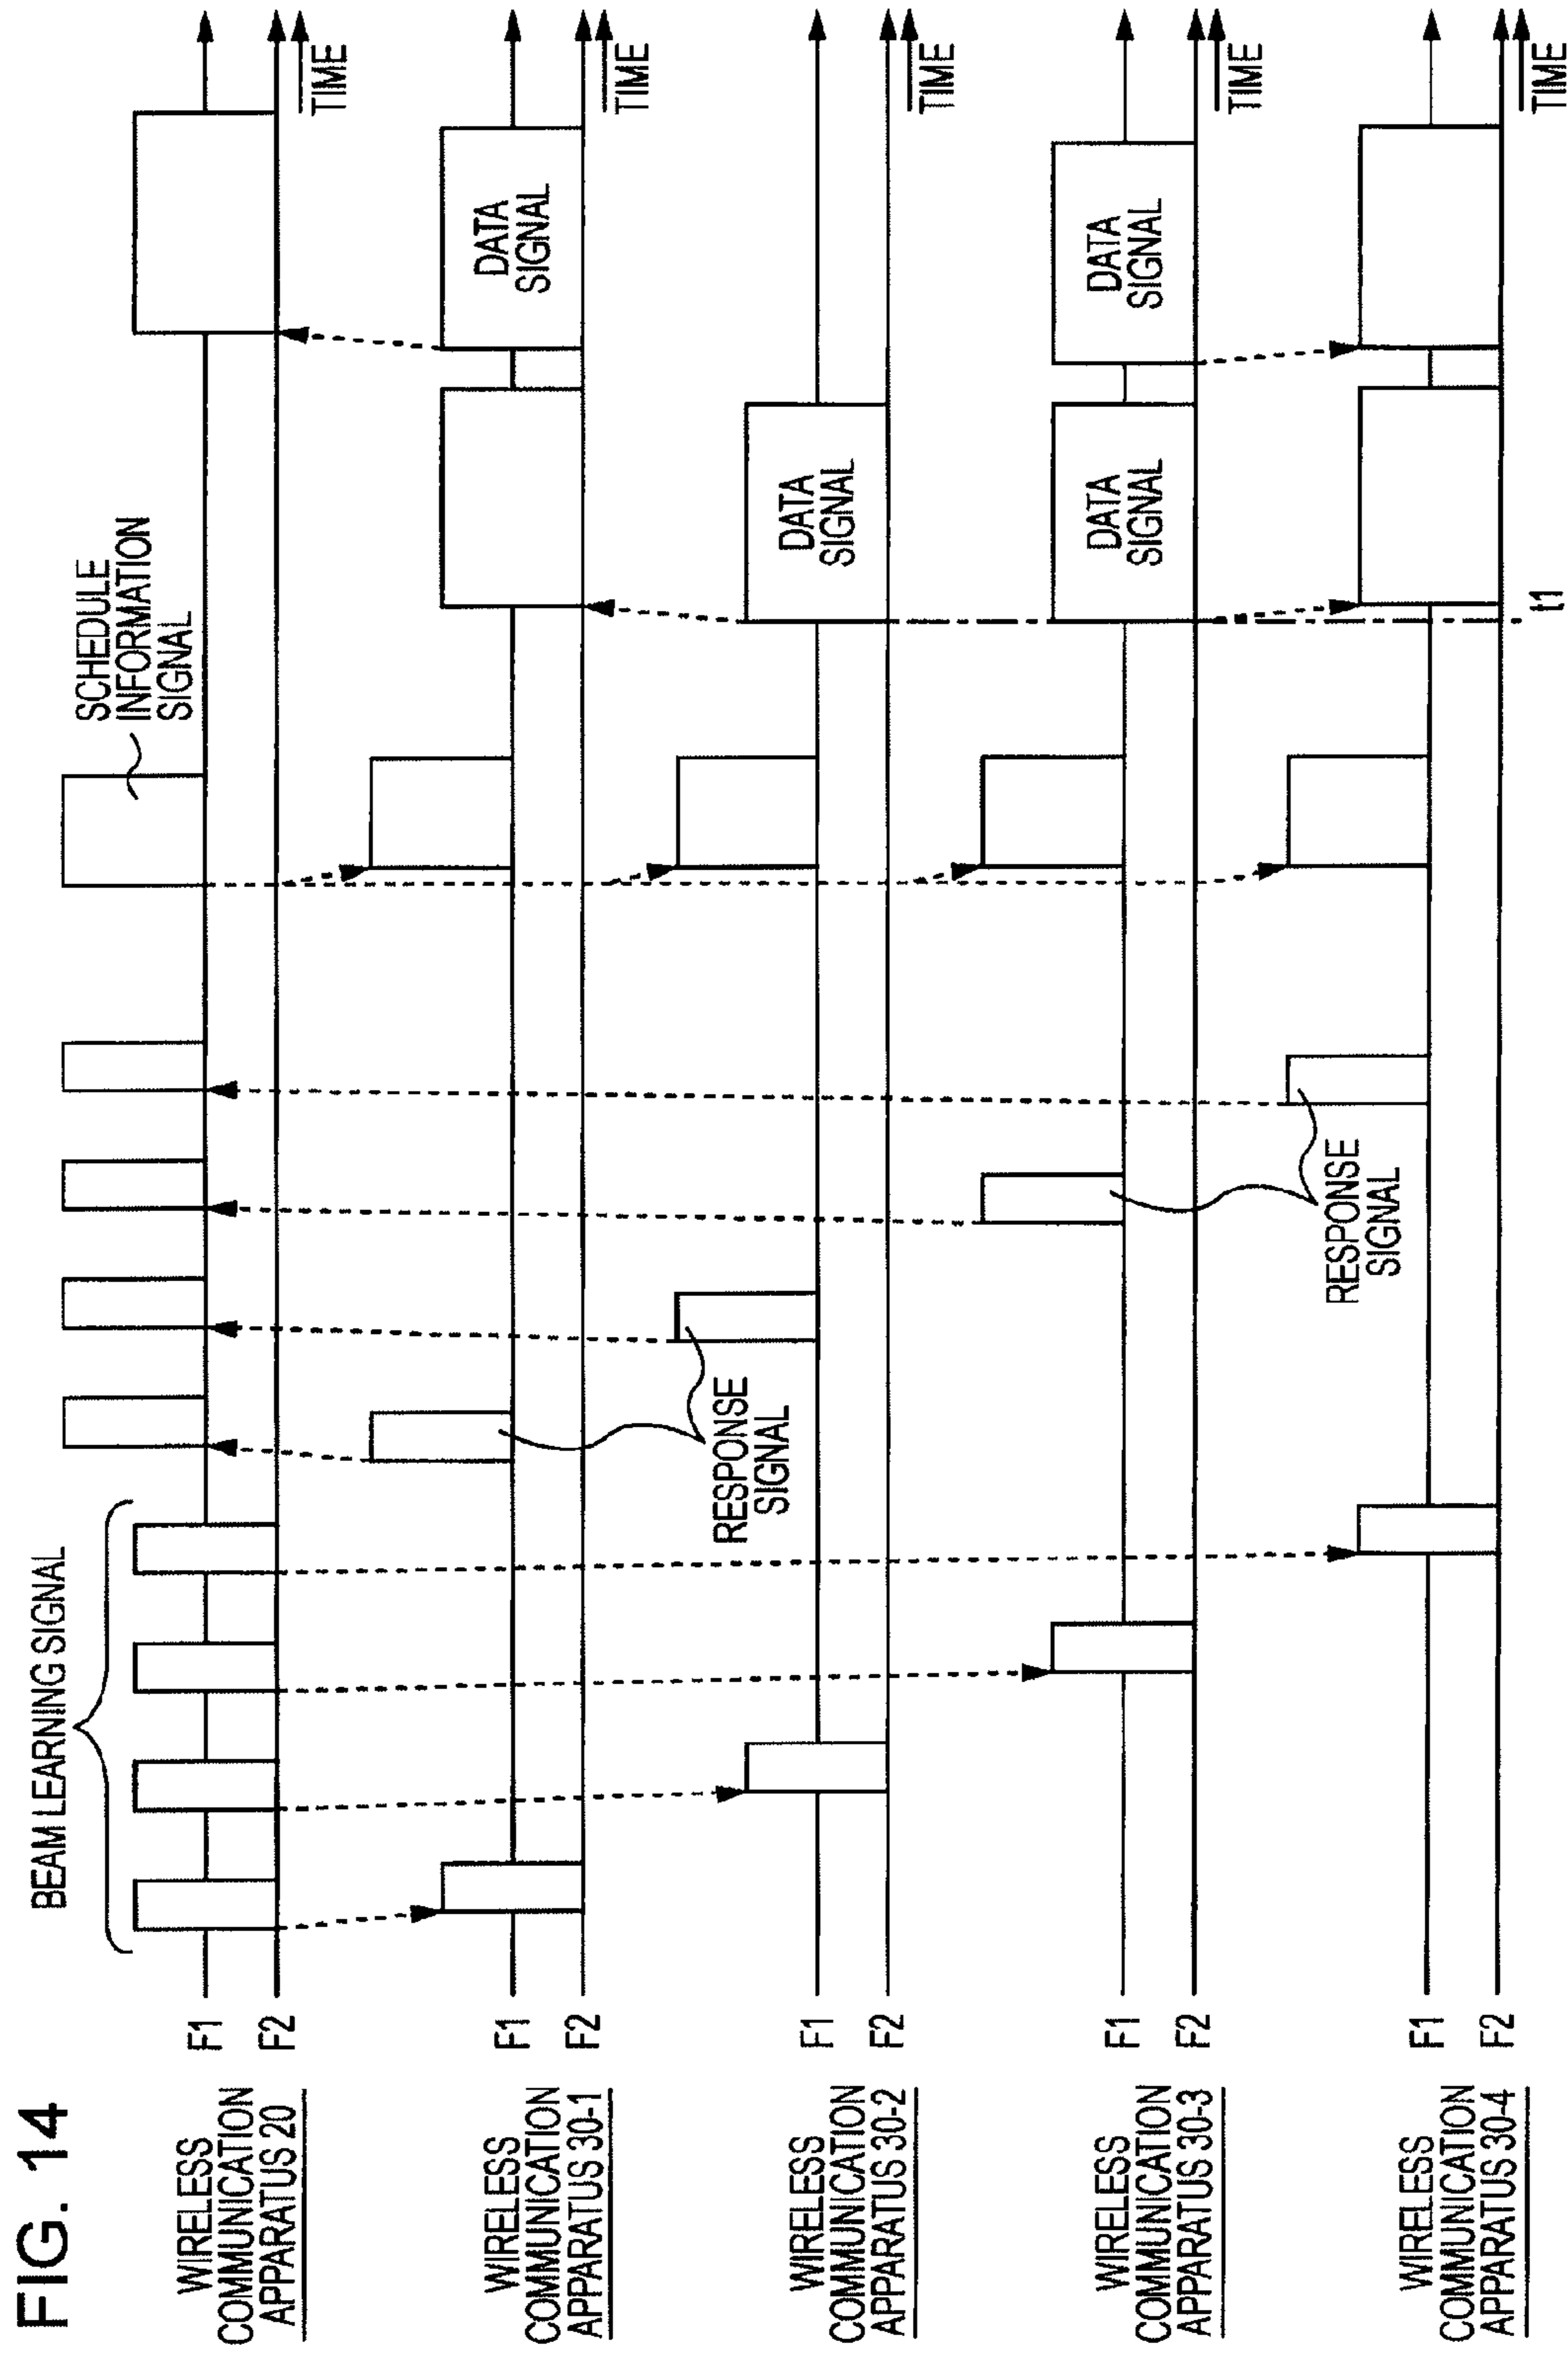 FIG. 14
BEAM LEARNING SIGNAL
SCHEDULE
INFORMATION
SIGNAL
WIRELESS
COMMUNICATION
APPARATUS 20
F1
F2
TIME
WIRELESS
COMMUNICATION
APPARATUS 30-1
F1
F2
DATA
SIGNAL
TIME
RESPONSE
SIGNAL
WIRELESS
COMMUNICATION
APPARATUS 30-2
F1
F2
DATA
SIGNAL
TIME
WIRELESS
COMMUNICATION
APPARATUS 30-3
F1
F2
DATA
SIGNAL
DATA
SIGNAL
TIME
RESPONSE
SIGNAL
WIRELESS
COMMUNICATION
APPARATUS 30-4
F1
F2
t1
TIME